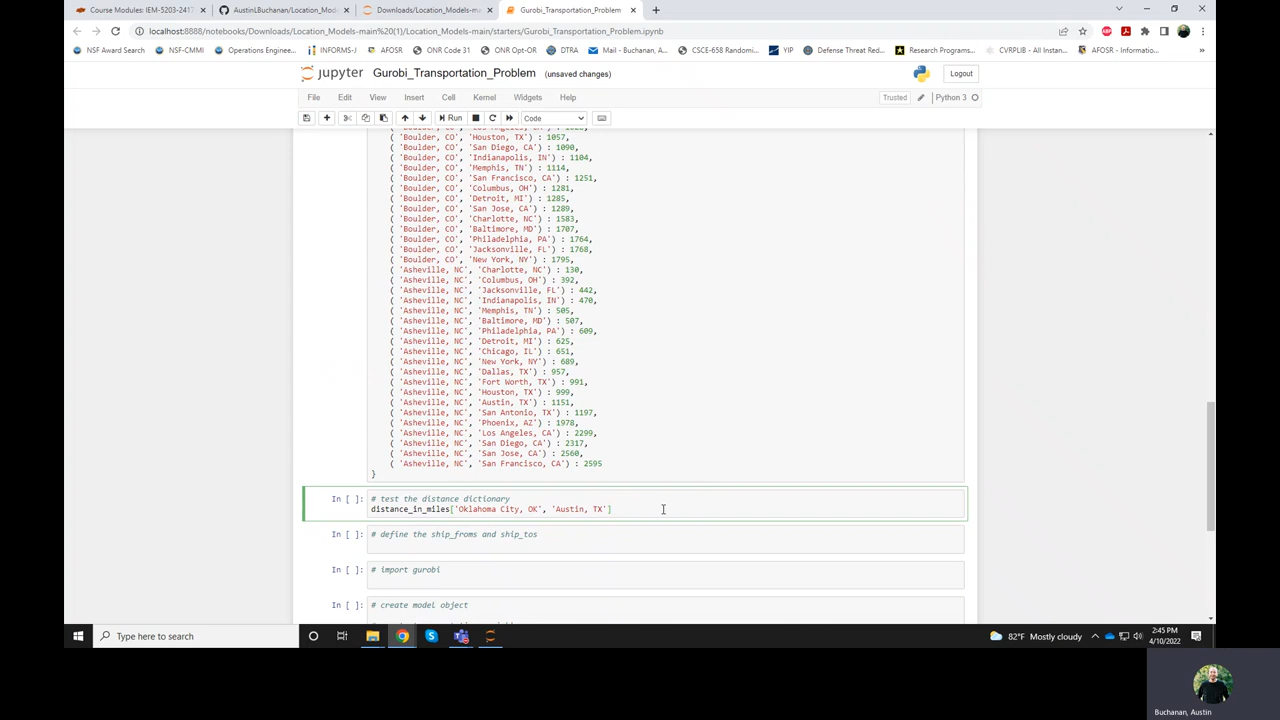 Course Modules: IEM-5203-2417
AustinLBuchanan/Location_Mode
Downloads/Location_Models-ma
Gurobi_Transportation_Problem
localhost:8888/notebooks/Downloads/Location_Models-main%20(1)/Location_Models-main/starters/Gurobi_Transportation_Problem.ipynb
NSF Award Search
NSF-CMMI
Operations Enginee...
INFORMS-J
AFOSR
ONR Code 31
ONR Opt-OR
DTRA
Mail - Buchanan, A...
CSCE-658 Randomi...
YIP
Defense Threat Red...
Research Programs...
CVRPLIB - All Instan...
AFOSR - Informatio...
jupyter Gurobi_Transportation_Problem (unsaved changes)
Logout
File Edit View Insert Cell Kernel Widgets Help
Trusted Python 3
Run Code
( 'Boulder, CO', 'Houston, TX') : 1057,
( 'Boulder, CO', 'San Diego, CA') : 1090,
( 'Boulder, CO', 'Indianapolis, IN') : 1104,
( 'Boulder, CO', 'Memphis, TN') : 1114,
( 'Boulder, CO', 'San Francisco, CA') : 1251,
( 'Boulder, CO', 'Columbus, OH') : 1281,
( 'Boulder, CO', 'Detroit, MI') : 1285,
( 'Boulder, CO', 'San Jose, CA') : 1289,
( 'Boulder, CO', 'Charlotte, NC') : 1583,
( 'Boulder, CO', 'Baltimore, MD') : 1707,
( 'Boulder, CO', 'Philadelphia, PA') : 1764,
( 'Boulder, CO', 'Jacksonville, FL') : 1768,
( 'Boulder, CO', 'New York, NY') : 1795,
( 'Asheville, NC', 'Charlotte, NC') : 130,
( 'Asheville, NC', 'Columbus, OH') : 392,
( 'Asheville, NC', 'Jacksonville, FL') : 442,
( 'Asheville, NC', 'Indianapolis, IN') : 470,
( 'Asheville, NC', 'Memphis, TN') : 505,
( 'Asheville, NC', 'Baltimore, MD') : 507,
( 'Asheville, NC', 'Philadelphia, PA') : 609,
( 'Asheville, NC', 'Detroit, MI') : 625,
( 'Asheville, NC', 'Chicago, IL') : 651,
( 'Asheville, NC', 'New York, NY') : 689,
( 'Asheville, NC', 'Dallas, TX') : 957,
( 'Asheville, NC', 'Fort Worth, TX') : 991,
( 'Asheville, NC', 'Houston, TX') : 999,
( 'Asheville, NC', 'Austin, TX') : 1151,
( 'Asheville, NC', 'San Antonio, TX') : 1197,
( 'Asheville, NC', 'Phoenix, AZ') : 1978,
( 'Asheville, NC', 'Los Angeles, CA') : 2299,
( 'Asheville, NC', 'San Diego, CA') : 2317,
( 'Asheville, NC', 'San Jose, CA') : 2560,
( 'Asheville, NC', 'San Francisco, CA') : 2595
}
In [ ]: # test the distance dictionary
distance_in_miles['Oklahoma City, OK', 'Austin, TX']
In [ ]: # define the ship_froms and ship_tos
In [ ]: # import gurobi
In [ ]: # create model object
Type here to search
82°F Mostly cloudy
2:45 PM
4/10/2022
Buchanan, Austin